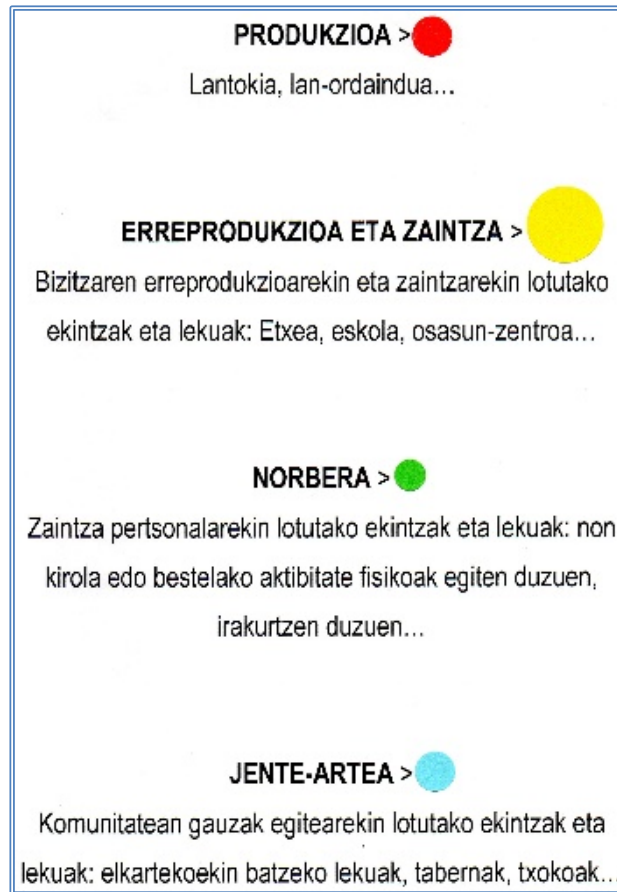 PRODUKZIOA >
Lantokia, lan-ordaindua...
ERREPRODUKZIOA ETA ZAINTZA >
Bizitzaren erreprodukzioarekin eta zaintzarekin lotutako
ekintzak eta lekuak: Etxea, eskola, osasun-zentroa...
NORBERA >
Zaintza pertsonalarekin lotutako ekintzak eta lekuak: non
kirola edo bestelako aktibitate fisikoak egiten duzuen,
irakurtzen duzuen...
JENTE-ARTEA >
Komunitatean gauzak egitearekin lotutako ekintzak eta
lekuak: elkartekoekin batzeko lekuak, tabernak, txokoak...